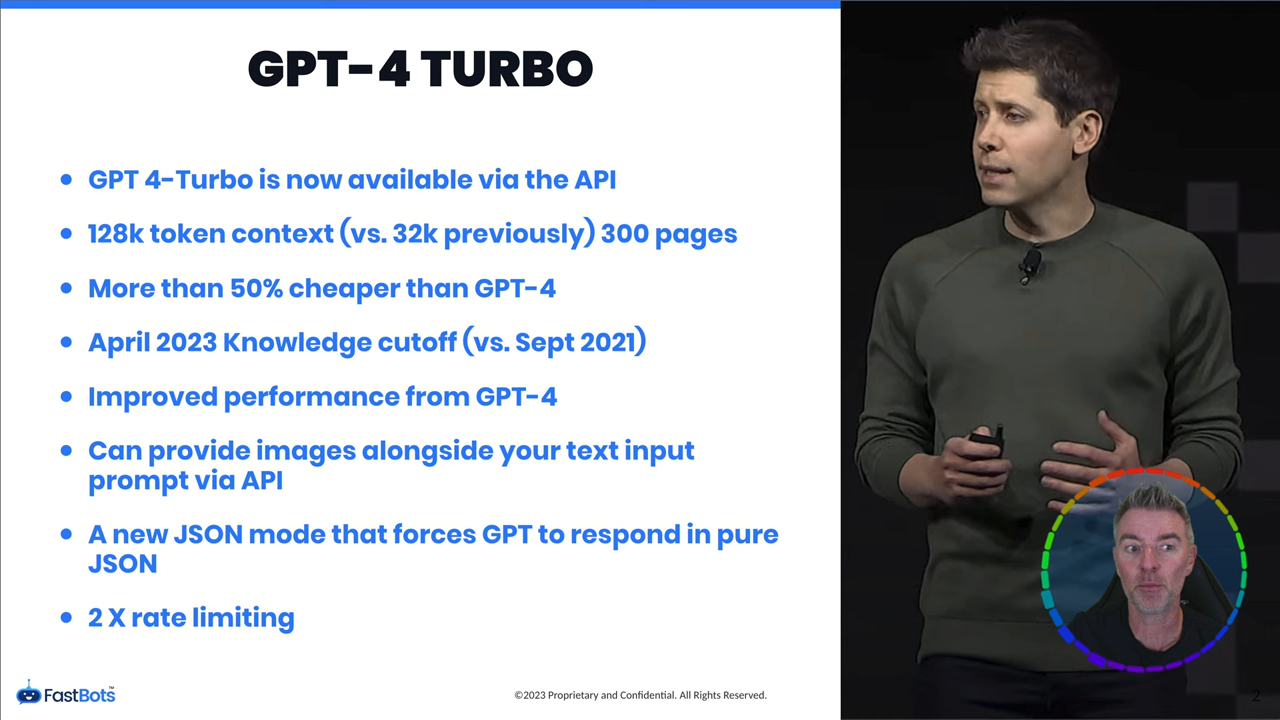 GPT-4 TURBO
• GPT 4-Turbo is now available via the API
• 128k token context (vs. 32k previously) 300 pages
• More than 50% cheaper than GPT-4
• April 2023 Knowledge cutoff (vs. Sept 2021)
• Improved performance from GPT-4
• Can provide images alongside your text input
prompt via API
• A new JSON mode that forces GPT to respond in pure
JSON
• 2 X rate limiting
FastBots™
©2023 Proprietary and Confidential. All Rights Reserved.
2